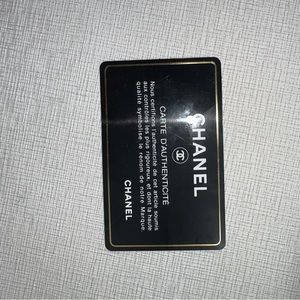 CHANEL
CARTE D'AUTHENTICITÉ
Nous certifions l'authenticité de cet article soumis
aux contrôles les plus rigoureux, et dont la haute
qualité symbolise le renom de notre Marque.
CHANEL